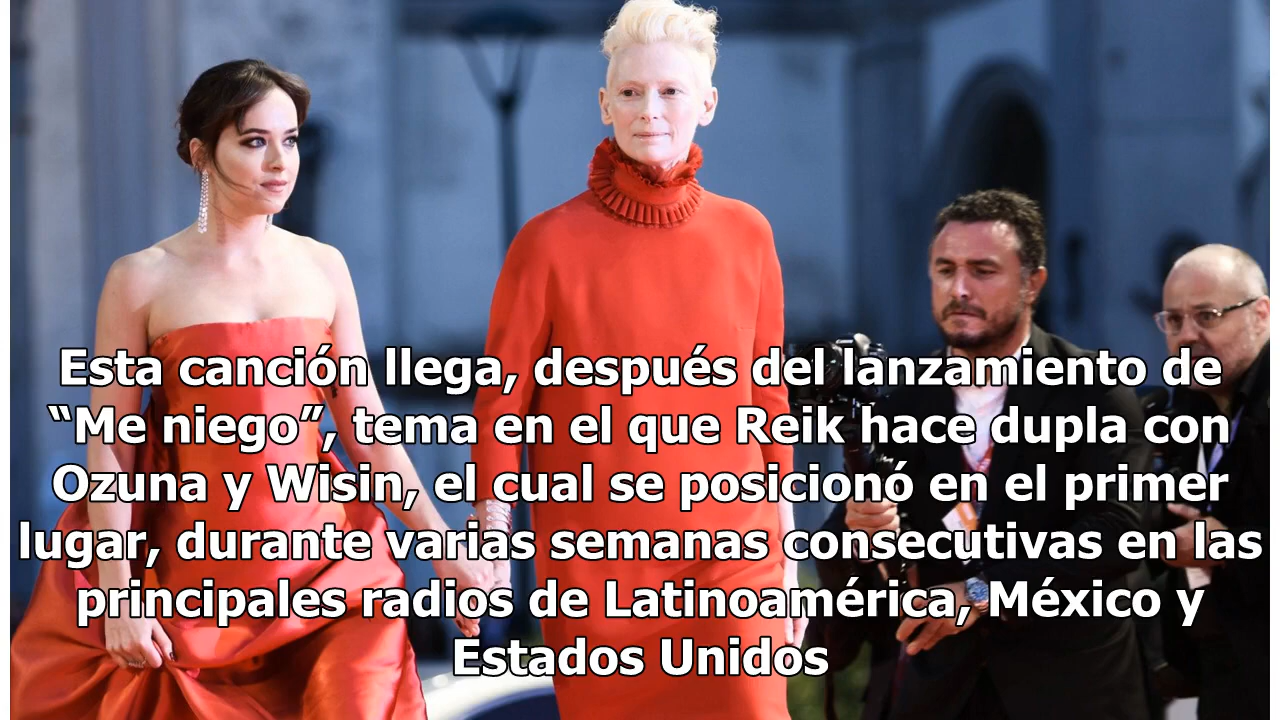 Esta canción llega, después del lanzamiento de
“Me niego”, tema en el que Reik hace dupla con
Ozuna y Wisin, el cual se posicionó en el primer
lugar, durante varias semanas consecutivas en las
principales radios de Latinoamérica, México y
Estados Unidos